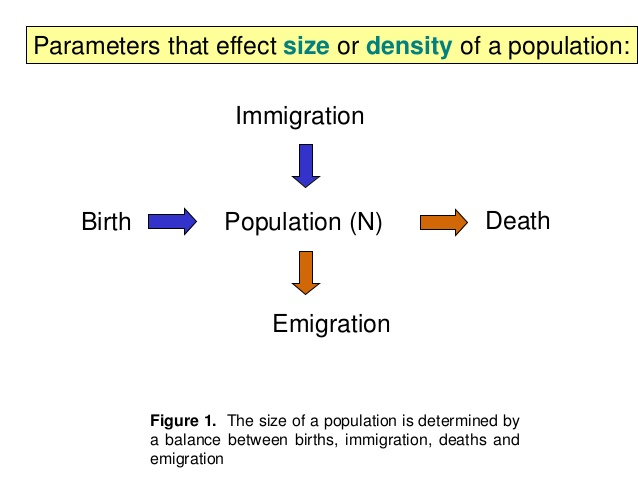 Parameters that effect size or density of a population:
Immigration
Birth
Population (N)
Death
Emigration
Figure 1. The size of a population is determined by
a balance between births, immigration, deaths and
emigration